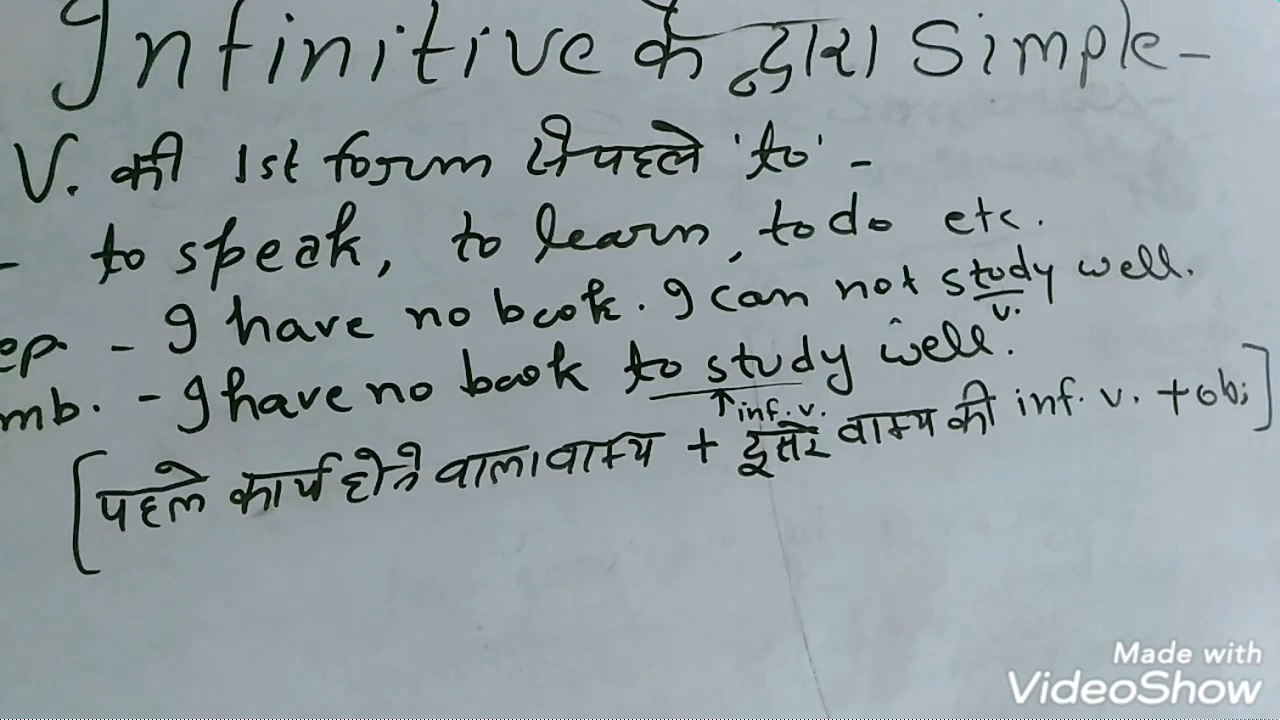 Infinitive के द्वारा Simple-
V. की 1st form से पहले 'to' -
- to speak, to learn, to do etc.
ep. - I have no book. I can not study well.
v.
mb. - I have no book to study well.
inf. v.
[पहले कार्य होने वाला वाक्य + दूसरे वाक्य की inf. v. + obj]
Made with
VideoShow